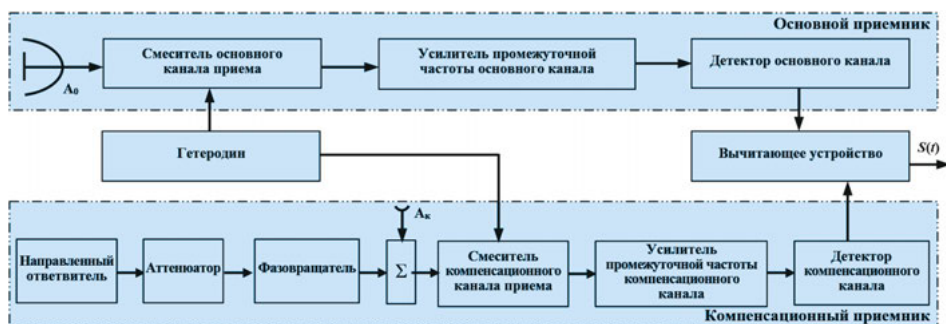 Основной приемник
A₀
Смеситель основного
канала приема
Усилитель промежуточной
частоты основного канала
Детектор основного канала
Гетеродин
Вычитающее устройство
S(t)
Aₖ
Направленный
ответвитель
Аттенюатор
Фазовращатель
Σ
Смеситель
компенсационного
канала приема
Усилитель
промежуточной частоты
компенсационного
канала
Детектор
компенсационного
канала
Компенсационный приемник